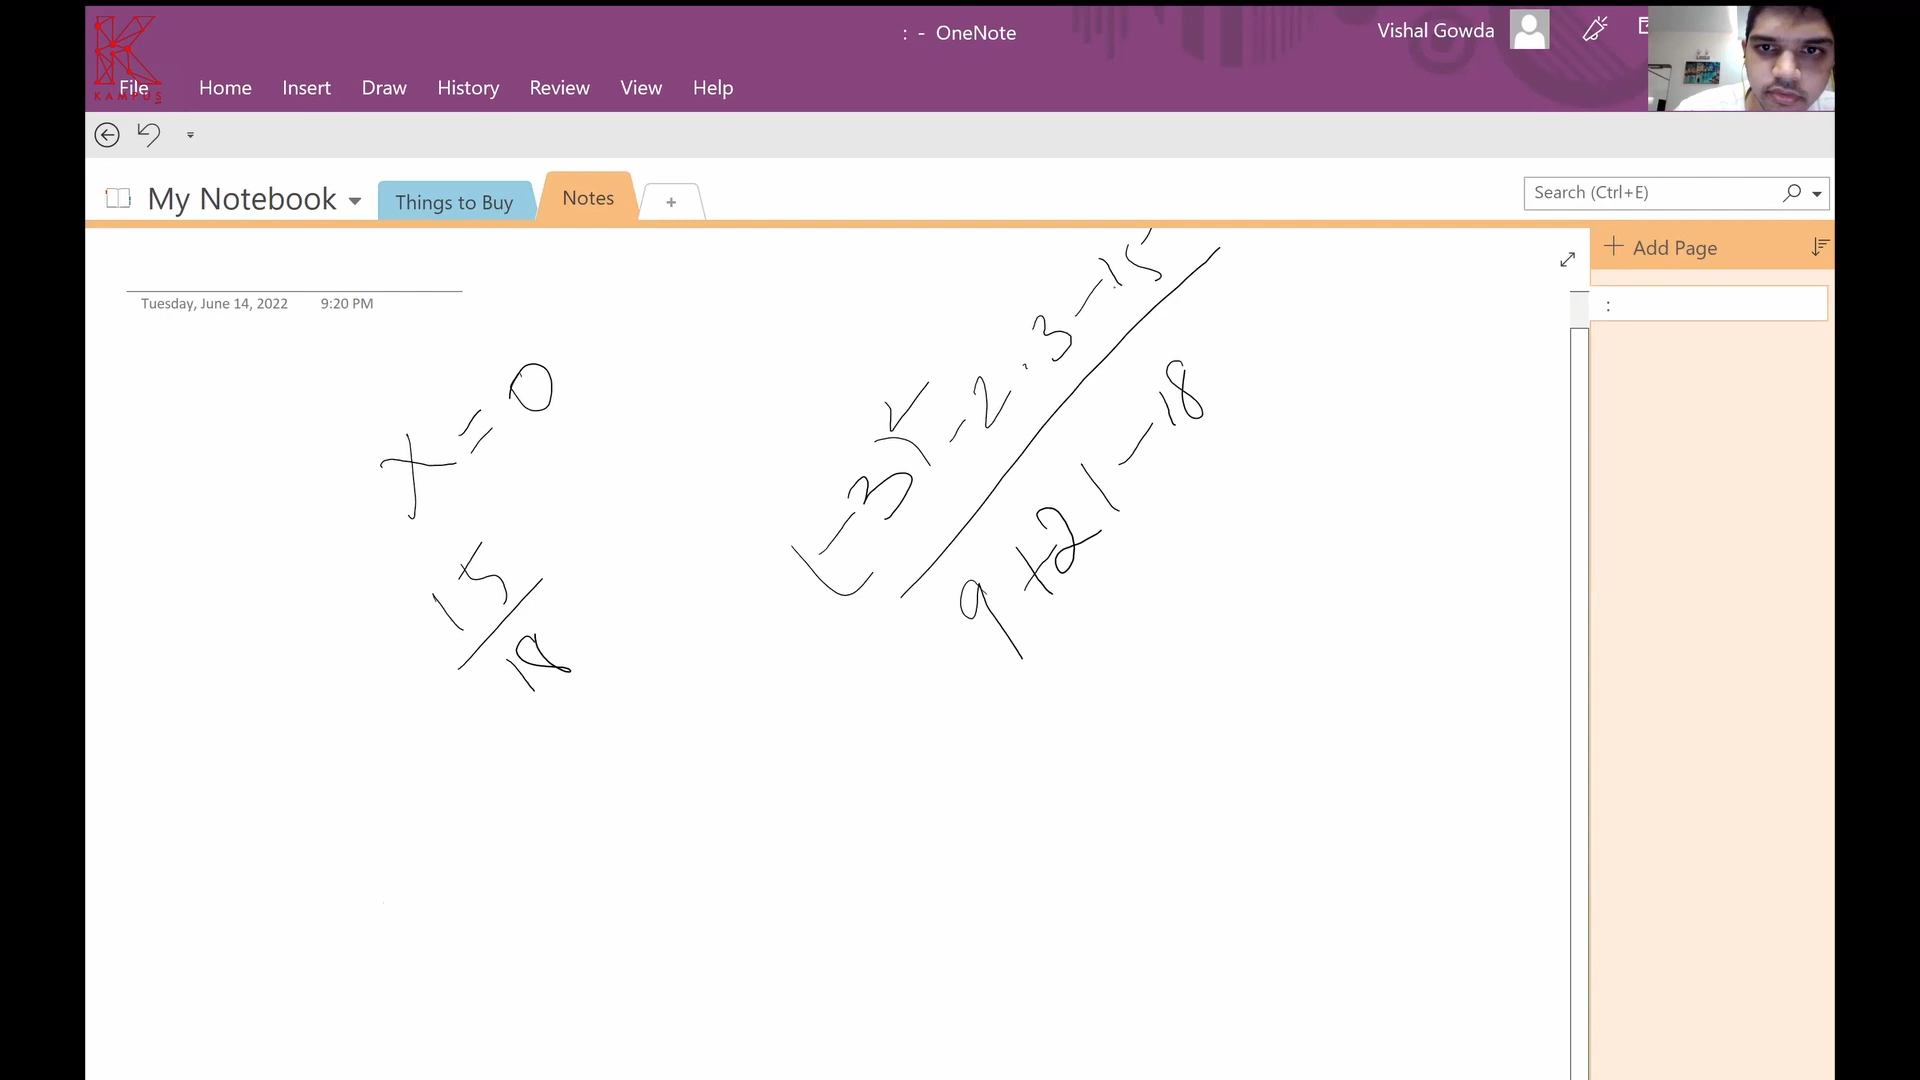 : - OneNote
Vishal Gowda
KAMPUS
File Home Insert Draw History Review View Help
My Notebook
Things to Buy
Notes
+
Search (Ctrl+E)
Add Page
:
Tuesday, June 14, 2022 9:20 PM
x = 0
15
18
(-3)² - 2 · 3 - 15
9 + 21 - 18